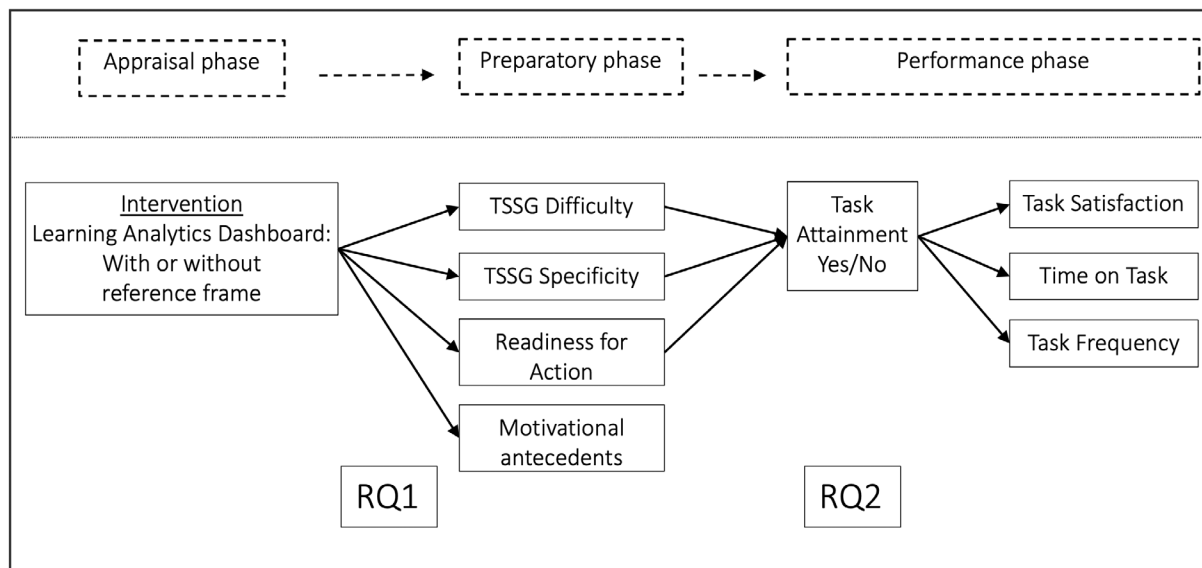 Appraisal phase
Preparatory phase
Performance phase
Intervention
Learning Analytics Dashboard:
With or without
reference frame
TSSG Difficulty
TSSG Specificity
Readiness for
Action
Motivational
antecedents
Task
Attainment
Yes/No
Task Satisfaction
Time on Task
Task Frequency
RQ1
RQ2